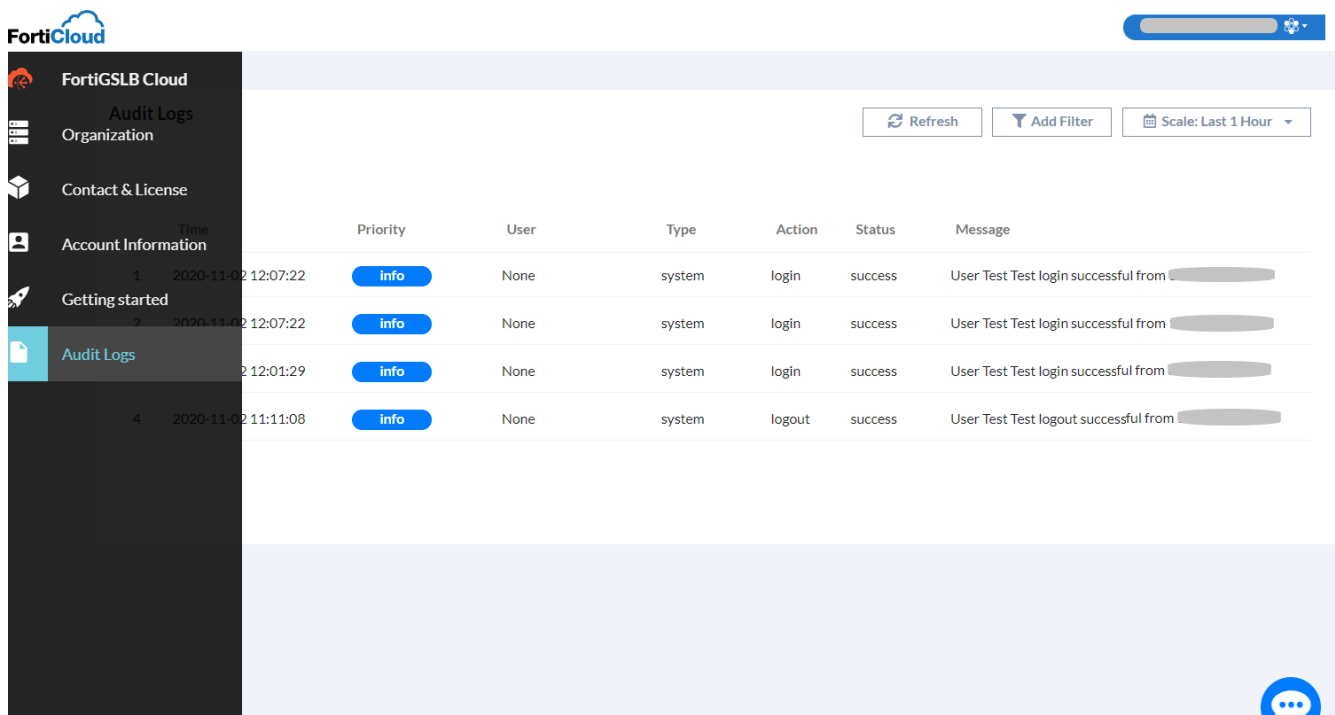 FortiCloud
FortiGSLB Cloud
Organization
Contact & License
Account Information
Getting started
Audit Logs
Audit Logs
Refresh
Add Filter
Scale: Last 1 Hour
Time Priority User Type Action Status Message
1 2020-11-02 12:07:22 info None system login success User Test Test login successful from
2 2020-11-02 12:07:22 info None system login success User Test Test login successful from
2 12:01:29 info None system login success User Test Test login successful from
4 2020-11-02 11:11:08 info None system logout success User Test Test logout successful from